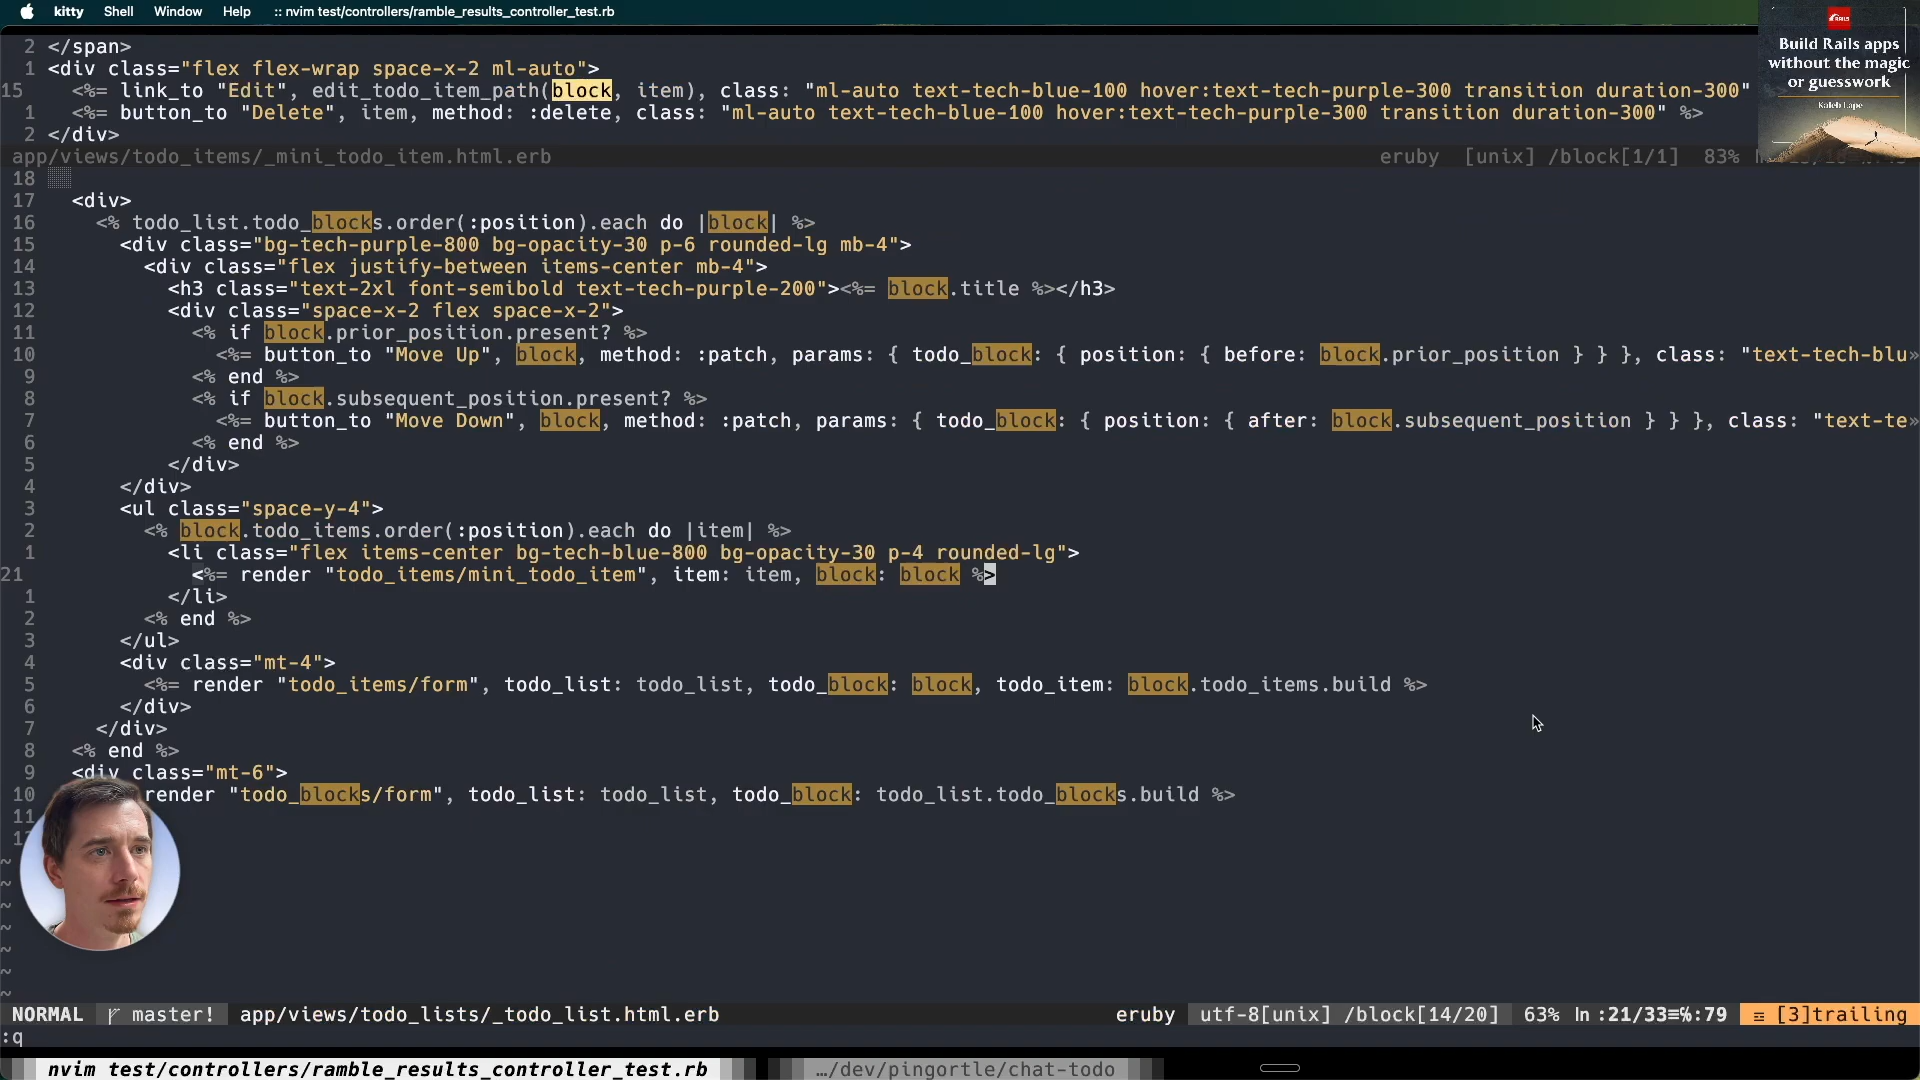 kitty Shell Window Help :: nvim test/controllers/ramble_results_controller_test.rb
RAILS
Build Rails apps
without the magic
or guesswork
Kaleb Lape
2 </span>
1 <div class="flex flex-wrap space-x-2 ml-auto">
15 <%= link_to "Edit", edit_todo_item_path(block, item), class: "ml-auto text-tech-blue-100 hover:text-tech-purple-300 transition duration-300"
1 <%= button_to "Delete", item, method: :delete, class: "ml-auto text-tech-blue-100 hover:text-tech-purple-300 transition duration-300" %>
2 </div>
app/views/todo_items/_mini_todo_item.html.erb eruby [unix] /block[1/1] 83%
18
17 <div>
16 <% todo_list.todo_blocks.order(:position).each do |block| %>
15 <div class="bg-tech-purple-800 bg-opacity-30 p-6 rounded-lg mb-4">
14 <div class="flex justify-between items-center mb-4">
13 <h3 class="text-2xl font-semibold text-tech-purple-200"><%= block.title %></h3>
12 <div class="space-x-2 flex space-x-2">
11 <% if block.prior_position.present? %>
10 <%= button_to "Move Up", block, method: :patch, params: { todo_block: { position: { before: block.prior_position } } }, class: "text-tech-blu»
9 <% end %>
8 <% if block.subsequent_position.present? %>
7 <%= button_to "Move Down", block, method: :patch, params: { todo_block: { position: { after: block.subsequent_position } } }, class: "text-te»
6 <% end %>
5 </div>
4 </div>
3 <ul class="space-y-4">
2 <% block.todo_items.order(:position).each do |item| %>
1 <li class="flex items-center bg-tech-blue-800 bg-opacity-30 p-4 rounded-lg">
21 <%= render "todo_items/mini_todo_item", item: item, block: block %>
1 </li>
2 <% end %>
3 </ul>
4 <div class="mt-4">
5 <%= render "todo_items/form", todo_list: todo_list, todo_block: block, todo_item: block.todo_items.build %>
6 </div>
7 </div>
8 <% end %>
9 <div class="mt-6">
10 render "todo_blocks/form", todo_list: todo_list, todo_block: todo_list.todo_blocks.build %>
11
~
~
~
~
~
~
~
NORMAL master! app/views/todo_lists/_todo_list.html.erb eruby utf-8[unix] /block[14/20] 63% ln :21/33≡℅:79 ☲ [3]trailing
:q
nvim test/controllers/ramble_results_controller_test.rb …/dev/pingortle/chat-todo